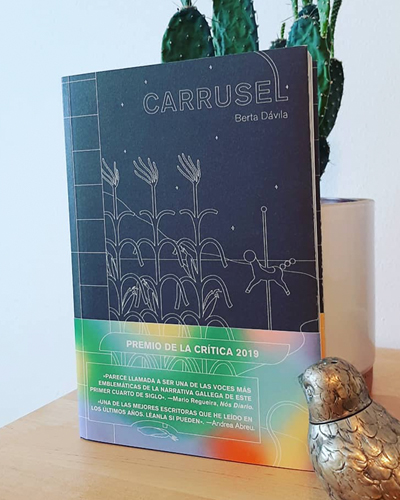 CARRUSEL
Berta Dávila
PREMIO DE LA CRÍTICA 2019
«PARECE LLAMADA A SER UNA DE LAS VOCES MÁS
EMBLEMÁTICAS DE LA NARRATIVA GALLEGA DE ESTE
PRIMER CUARTO DE SIGLO». —Mario Regueira, Nós Diario.
«UNA DE LAS MEJORES ESCRITORAS QUE HE LEÍDO EN
LOS ÚLTIMOS AÑOS. LEANLA SI PUEDEN». —Andrea Abreu.